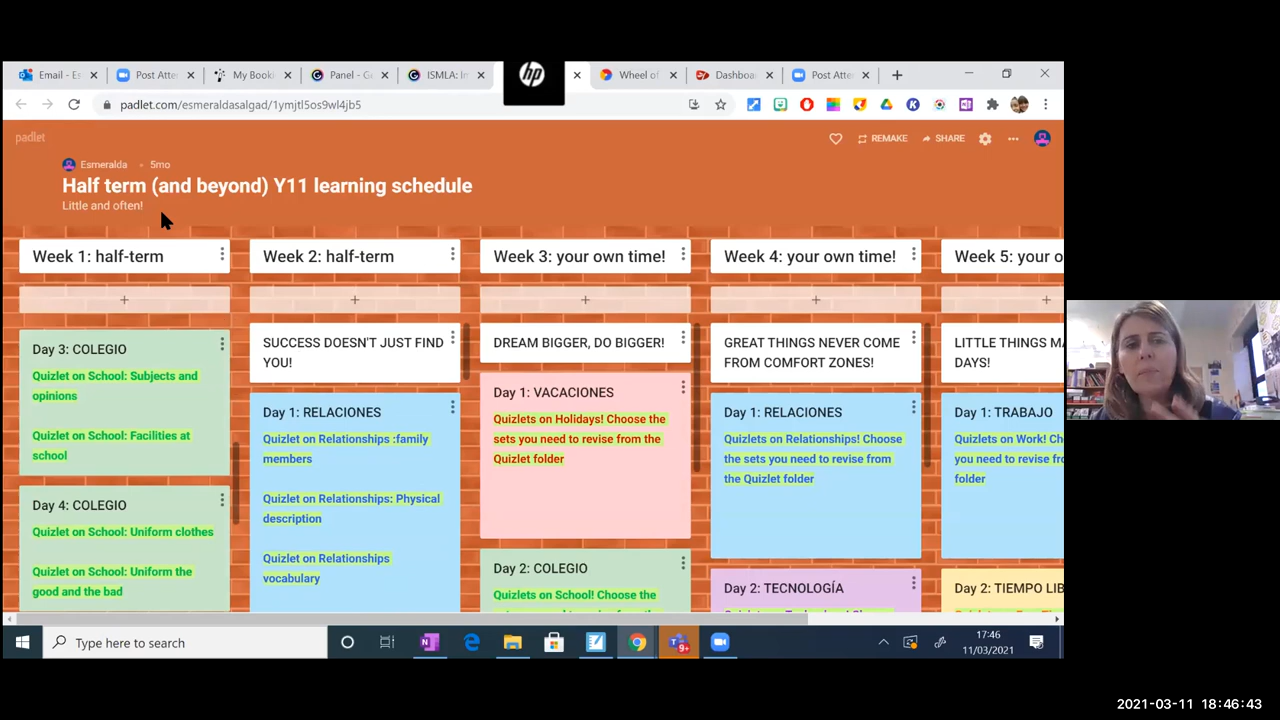 hp
Email - Es
Post Atte
My Book
Panel - G
ISMLA: In
Wheel of
Dashboa
Post Atte
padlet.com/esmeraldasalgad/1ymjtl5os9wl4jb5
padlet
REMAKE
SHARE
Esmeralda • 5mo
Half term (and beyond) Y11 learning schedule
Little and often!
Week 1: half-term
Week 2: half-term
Week 3: your own time!
Week 4: your own time!
Week 5: your o
Day 3: COLEGIO
Quizlet on School: Subjects and
opinions
Quizlet on School: Facilities at
school
Day 4: COLEGIO
Quizlet on School: Uniform clothes
Quizlet on School: Uniform the
good and the bad
SUCCESS DOESN'T JUST FIND
YOU!
Day 1: RELACIONES
Quizlet on Relationships :family
members
Quizlet on Relationships: Physical
description
Quizlet on Relationships
vocabulary
DREAM BIGGER, DO BIGGER!
Day 1: VACACIONES
Quizlets on Holidays! Choose the
sets you need to revise from the
Quizlet folder
Day 2: COLEGIO
Quizlets on School! Choose the
GREAT THINGS NEVER COME
FROM COMFORT ZONES!
Day 1: RELACIONES
Quizlets on Relationships! Choose
the sets you need to revise from
the Quizlet folder
Day 2: TECNOLOGÍA
LITTLE THINGS MA
DAYS!
Day 1: TRABAJO
Quizlets on Work! Ch
you need to revise fro
folder
Day 2: TIEMPO LIB
Type here to search
9+
17:46
11/03/2021
2021-03-11 18:46:43